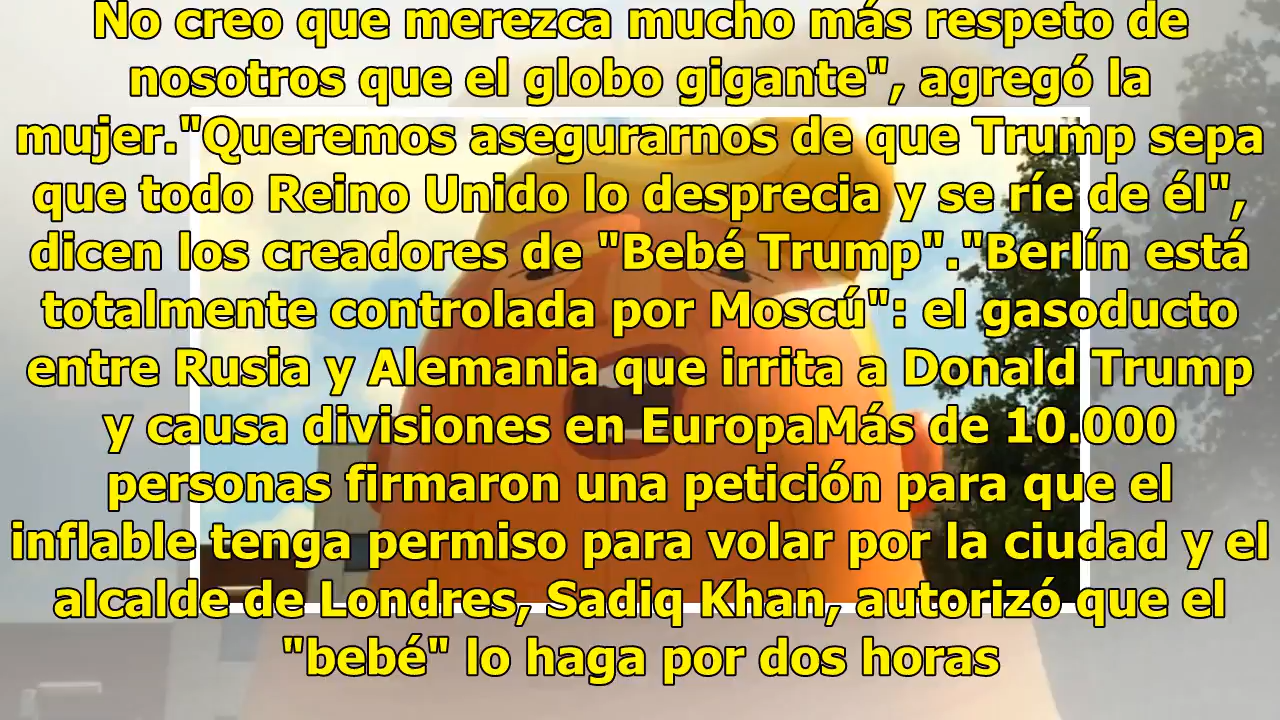 No creo que merezca mucho más respeto de
nosotros que el globo gigante", agregó la
mujer."Queremos asegurarnos de que Trump sepa
que todo Reino Unido lo desprecia y se ríe de él",
dicen los creadores de "Bebé Trump"."Berlín está
totalmente controlada por Moscú": el gasoducto
entre Rusia y Alemania que irrita a Donald Trump
y causa divisiones en EuropaMás de 10.000
personas firmaron una petición para que el
inflable tenga permiso para volar por la ciudad y el
alcalde de Londres, Sadiq Khan, autorizó que el
"bebé" lo haga por dos horas